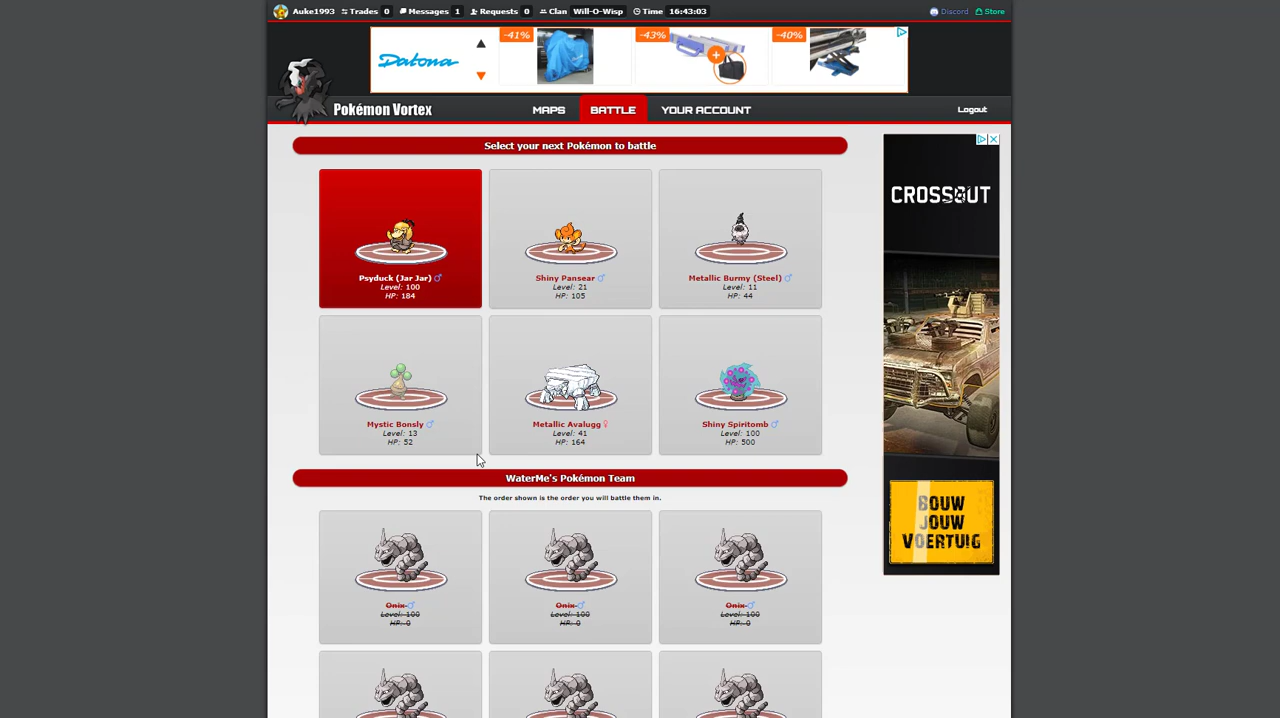 Auke1993 Trades 0 Messages 1 Requests 0 Clan Will-O-Wisp Time 16:43:03 Discord Store
Datona -41% -43% -40%
Pokémon Vortex MAPS BATTLE YOUR ACCOUNT Logout
Select your next Pokémon to battle
Psyduck (Jar Jar) ♂
Level: 100
HP: 184
Shiny Pansear ♂
Level: 21
HP: 105
Metallic Burmy (Steel) ♂
Level: 11
HP: 44
Mystic Bonsly ♂
Level: 13
HP: 52
Metallic Avalugg ♀
Level: 41
HP: 164
Shiny Spiritomb ♂
Level: 100
HP: 500
WaterMe's Pokémon Team
The order shown is the order you will battle them in.
Onix ♂
Level: 100
HP: 0
Onix ♂
Level: 100
HP: 0
Onix ♂
Level: 100
HP: 0
CROSSOUT
BOUW
JOUW
VOERTUIG